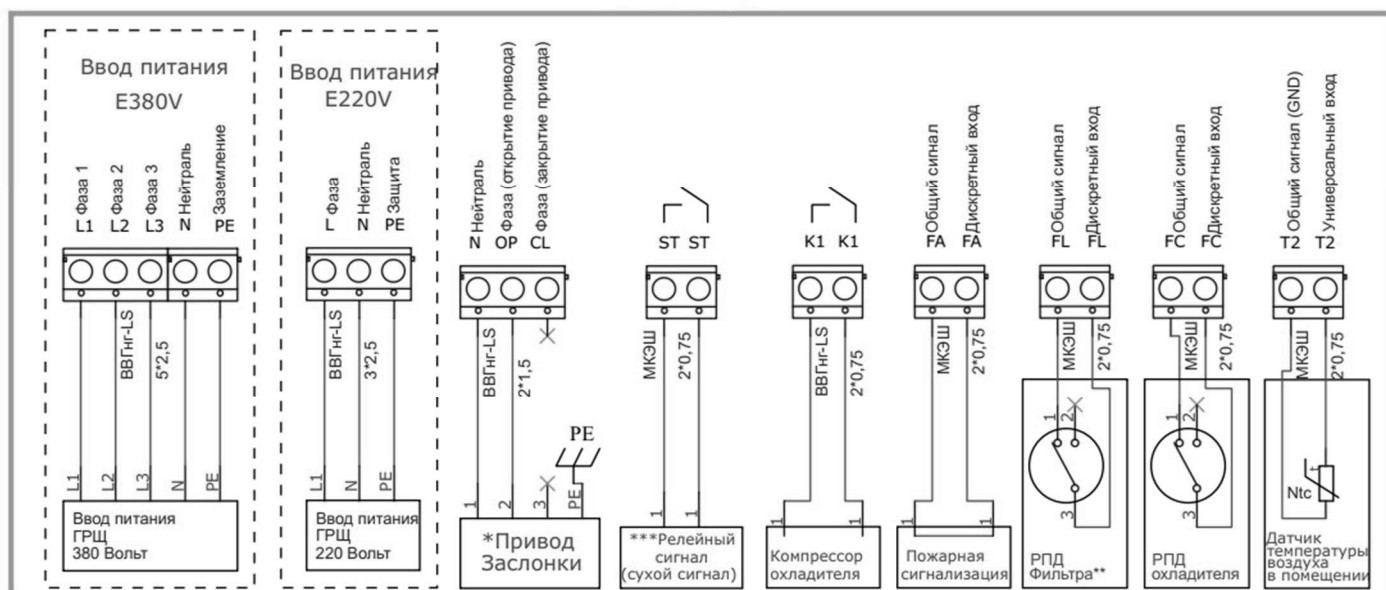 Ввод питания
E380V
Фаза 1
Фаза 2
Фаза 3
Нейтраль
Заземление
L1 L2 L3 N PE
ВВГнг-LS
5*2,5
L1
L2
L3
N
PE
Ввод питания
ГРЩ
380 Вольт
Ввод питания
E220V
Фаза
Нейтраль
Защита
L N PE
ВВГнг-LS
3*2,5
L1
N
PE
Ввод питания
ГРЩ
220 Вольт
Нейтраль
Фаза (открытие привода)
Фаза (закрытие привода)
N OP CL
ВВГнг-LS
2*1,5
PE
1
2
3
PE
*Привод
Заслонки
ST ST
МКЭШ
2*0,75
1
1
***Релейный
сигнал
(сухой сигнал)
K1 K1
ВВГнг-LS
2*0,75
1
1
Компрессор
охладителя
Общий сигнал
Дискретный вход
FA FA
МКЭШ
2*0,75
1
1
Пожарная
сигнализация
Общий сигнал
Дискретный вход
FL FL
МКЭШ
2*0,75
1
2
3
РПД
Фильтра**
Общий сигнал
Дискретный вход
FC FC
МКЭШ
2*0,75
1
2
3
РПД
охладителя
Общий сигнал (GND)
Универсальный вход
T2 T2
МКЭШ
2*0,75
t
Ntc
Датчик
температуры
воздуха
в помещении